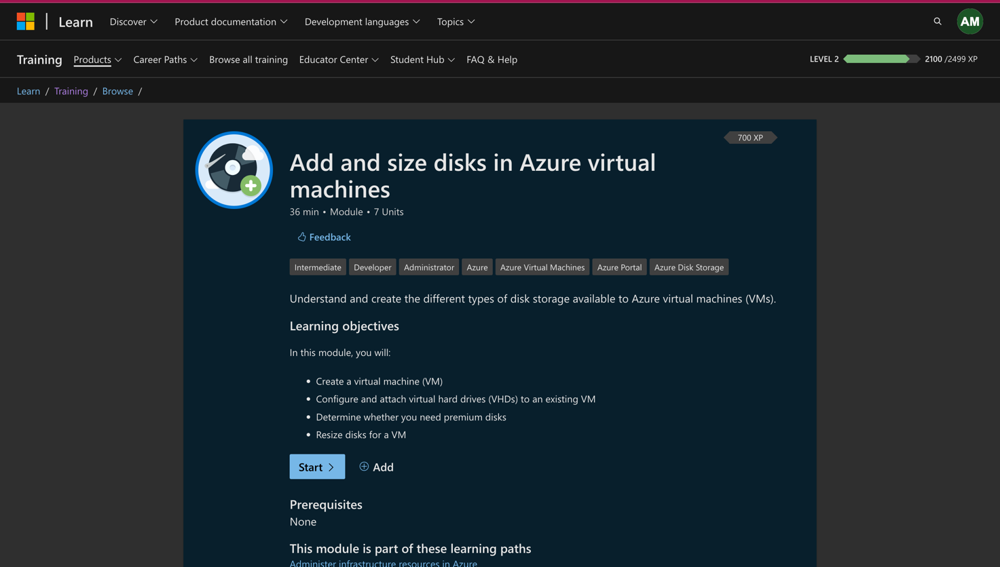 Learn Discover Product documentation Development languages Topics AM
Training Products Career Paths Browse all training Educator Center Student Hub FAQ & Help LEVEL 2 2100 /2499 XP
Learn / Training / Browse /
700 XP
Add and size disks in Azure virtual
machines
36 min • Module • 7 Units
Feedback
Intermediate Developer Administrator Azure Azure Virtual Machines Azure Portal Azure Disk Storage
Understand and create the different types of disk storage available to Azure virtual machines (VMs).
Learning objectives
In this module, you will:
• Create a virtual machine (VM)
• Configure and attach virtual hard drives (VHDs) to an existing VM
• Determine whether you need premium disks
• Resize disks for a VM
Start Add
Prerequisites
None
This module is part of these learning paths
Administer infrastructure resources in Azure